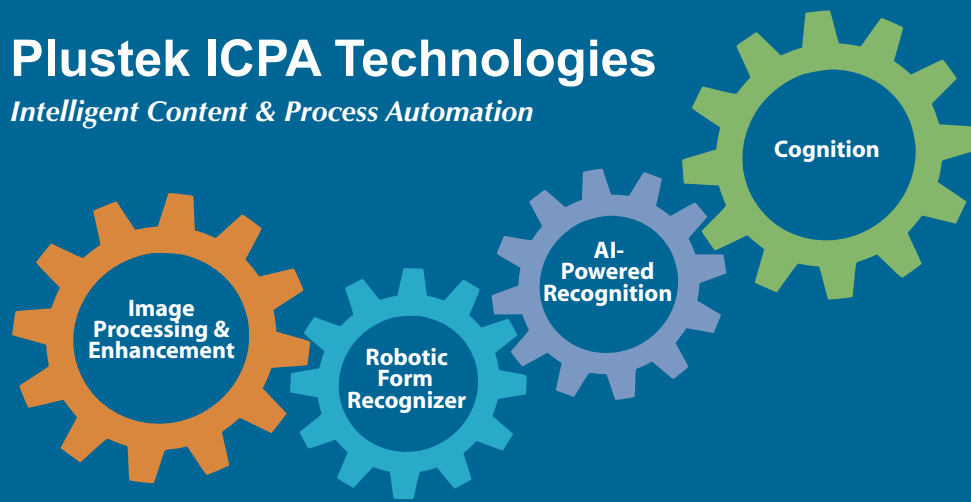 Plustek ICPA Technologies
Intelligent Content & Process Automation
Cognition
AI-
Powered
Recognition
Image
Processing &
Enhancement
Robotic
Form
Recognizer